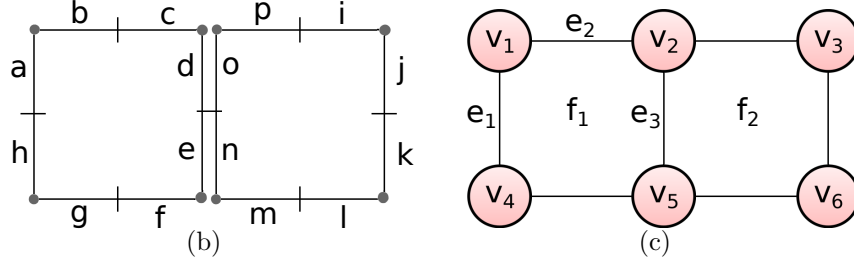 b c p i
a d o j
h e n k
g f m l
(b)
v1 e2 v2 v3
e1 f1 e3 f2
v4 v5 v6
(c)